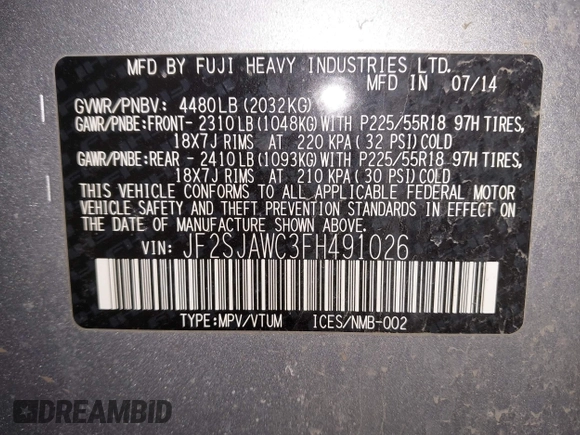 MFD BY FUJI HEAVY INDUSTRIES LTD.
MFD IN 07/14
GVWR/PNBV: 4480LB(2032KG)
GAWR/PNBE:FRONT- 2310LB(1048KG)WITH P225/55R18 97H TIRES,
18X7J RIMS AT 220 KPA( 32 PSI)COLD
GAWR/PNBE:REAR - 2410LB(1093KG)WITH P225/55R18 97H TIRES,
18X7J RIMS AT 210 KPA( 30 PSI)COLD
THIS VEHICLE CONFORMS TO ALL APPLICABLE FEDERAL MOTOR
VEHICLE SAFETY AND THEFT PREVENTION STANDARDS IN EFFECT ON
THE DATE OF MANUFACTURE SHOWN ABOVE.
VIN: JF2SJAWC3FH491026
TYPE:MPV/VTUM ICES/NMB-002
DREAMBID